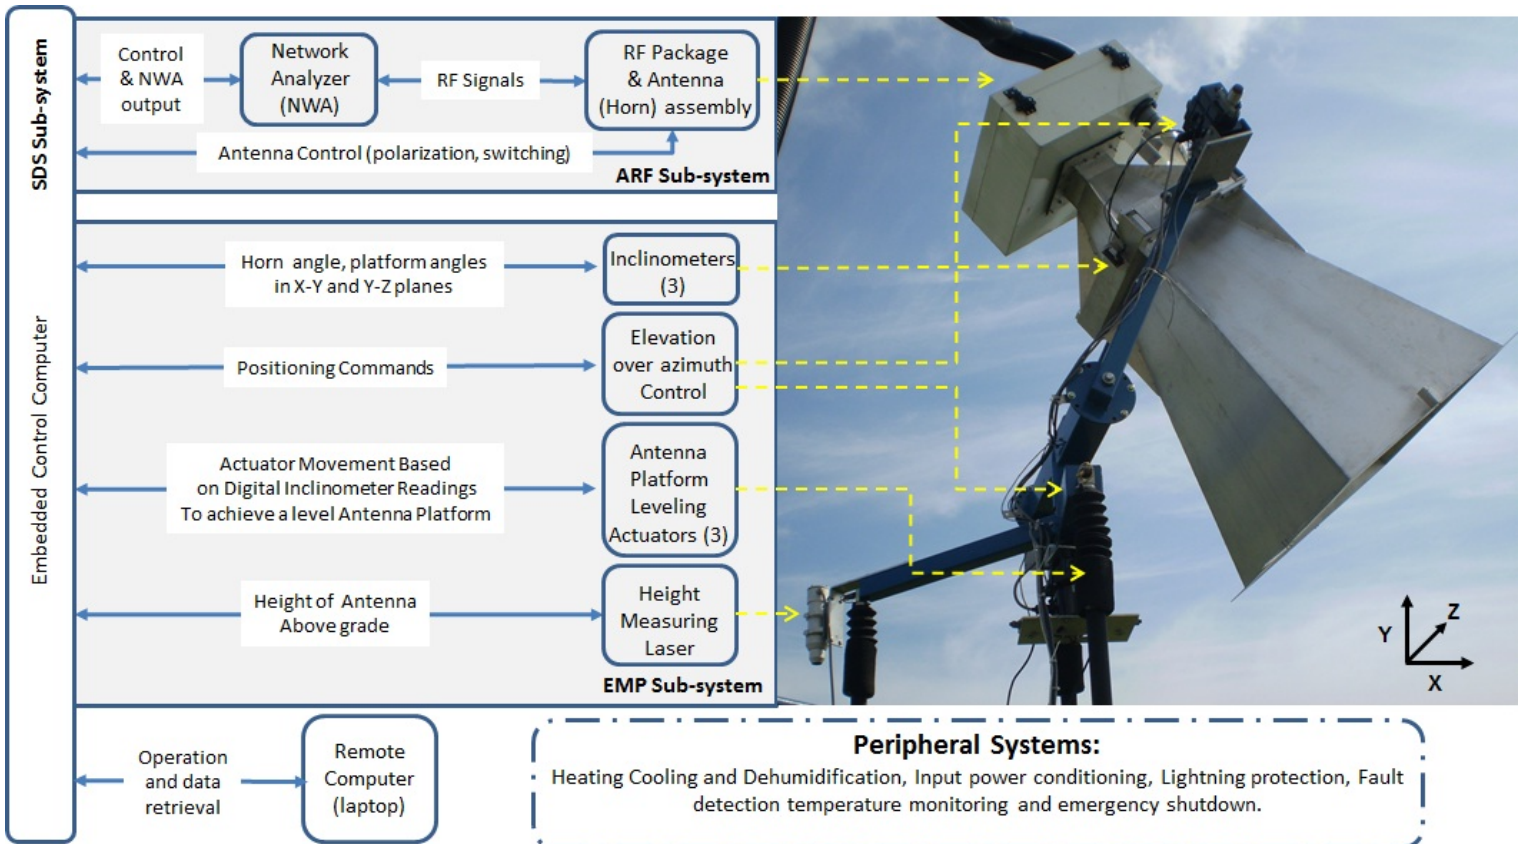 SDS Sub-system
Embedded Control Computer
Control
& NWA
output
Network
Analyzer
(NWA)
RF Signals
RF Package
& Antenna
(Horn) assembly
Antenna Control (polarization, switching)
ARF Sub-system
Horn angle, platform angles
in X-Y and Y-Z planes
Inclinometers
(3)
Positioning Commands
Elevation
over azimuth
Control
Actuator Movement Based
on Digital Inclinometer Readings
To achieve a level Antenna Platform
Antenna
Platform
Leveling
Actuators (3)
Height of Antenna
Above grade
Height
Measuring
Laser
EMP Sub-system
Y
Z
X
Operation
and data
retrieval
Remote
Computer
(laptop)
Peripheral Systems:
Heating Cooling and Dehumidification, Input power conditioning, Lightning protection, Fault
detection temperature monitoring and emergency shutdown.